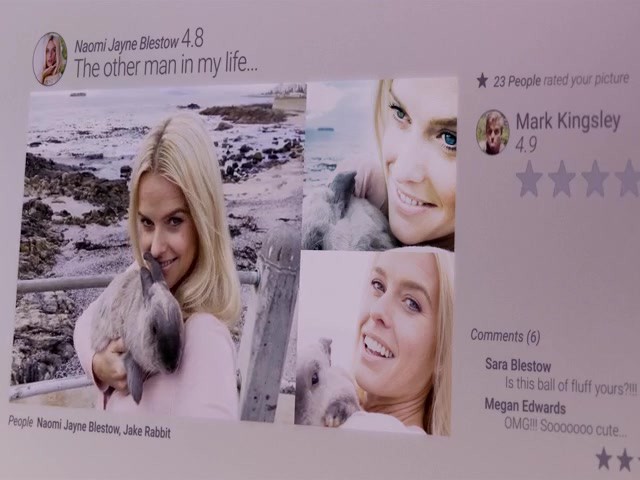 Naomi Jayne Blestow 4.8
The other man in my life...
People Naomi Jayne Blestow, Jake Rabbit
23 People rated your picture
Mark Kingsley
4.9
Comments (6)
Sara Blestow
Is this ball of fluff yours?!!!
Megan Edwards
OMG!!! Sooooooo cute...